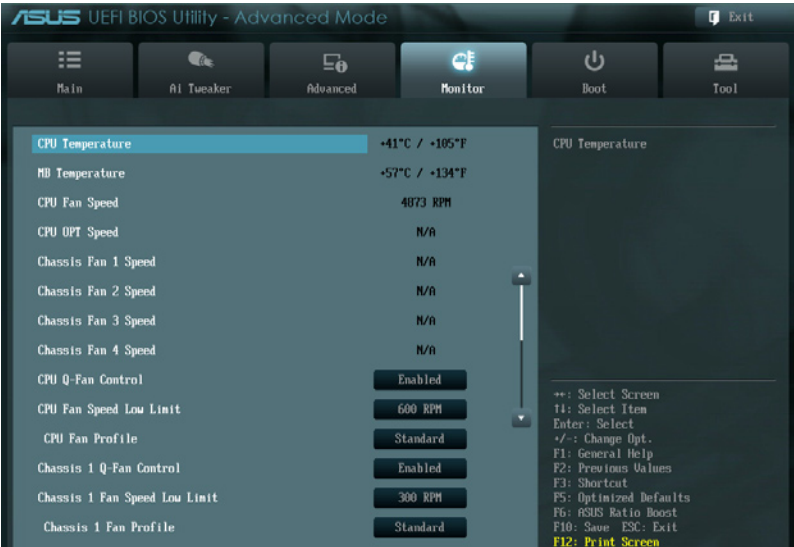 ASUS UEFI BIOS Utility - Advanced Mode
Exit
Main
Ai Tweaker
Advanced
Monitor
Boot
Tool
CPU Temperature +41°C / +105°F
MB Temperature +57°C / +134°F
CPU Fan Speed 4873 RPM
CPU OPT Speed N/A
Chassis Fan 1 Speed N/A
Chassis Fan 2 Speed N/A
Chassis Fan 3 Speed N/A
Chassis Fan 4 Speed N/A
CPU Q-Fan Control Enabled
CPU Fan Speed Low Limit 600 RPM
CPU Fan Profile Standard
Chassis 1 Q-Fan Control Enabled
Chassis 1 Fan Speed Low Limit 300 RPM
Chassis 1 Fan Profile Standard
CPU Temperature
→←: Select Screen
↑↓: Select Item
Enter: Select
+/-: Change Opt.
F1: General Help
F2: Previous Values
F3: Shortcut
F5: Optimized Defaults
F6: ASUS Ratio Boost
F10: Save ESC: Exit
F12: Print Screen